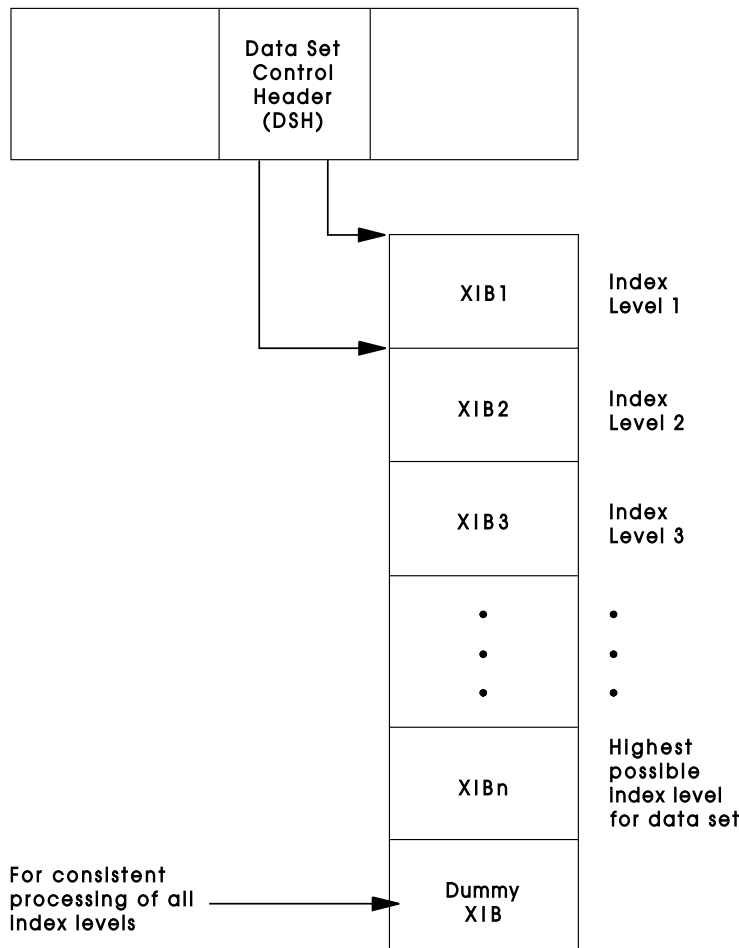 Data Set
Control
Header
(DSH)
XIB1
Index
Level 1
XIB2
Index
Level 2
XIB3
Index
Level 3
XIBn
Highest
possible
index level
for data set
For consistent
processing of all
index levels
Dummy
XIB